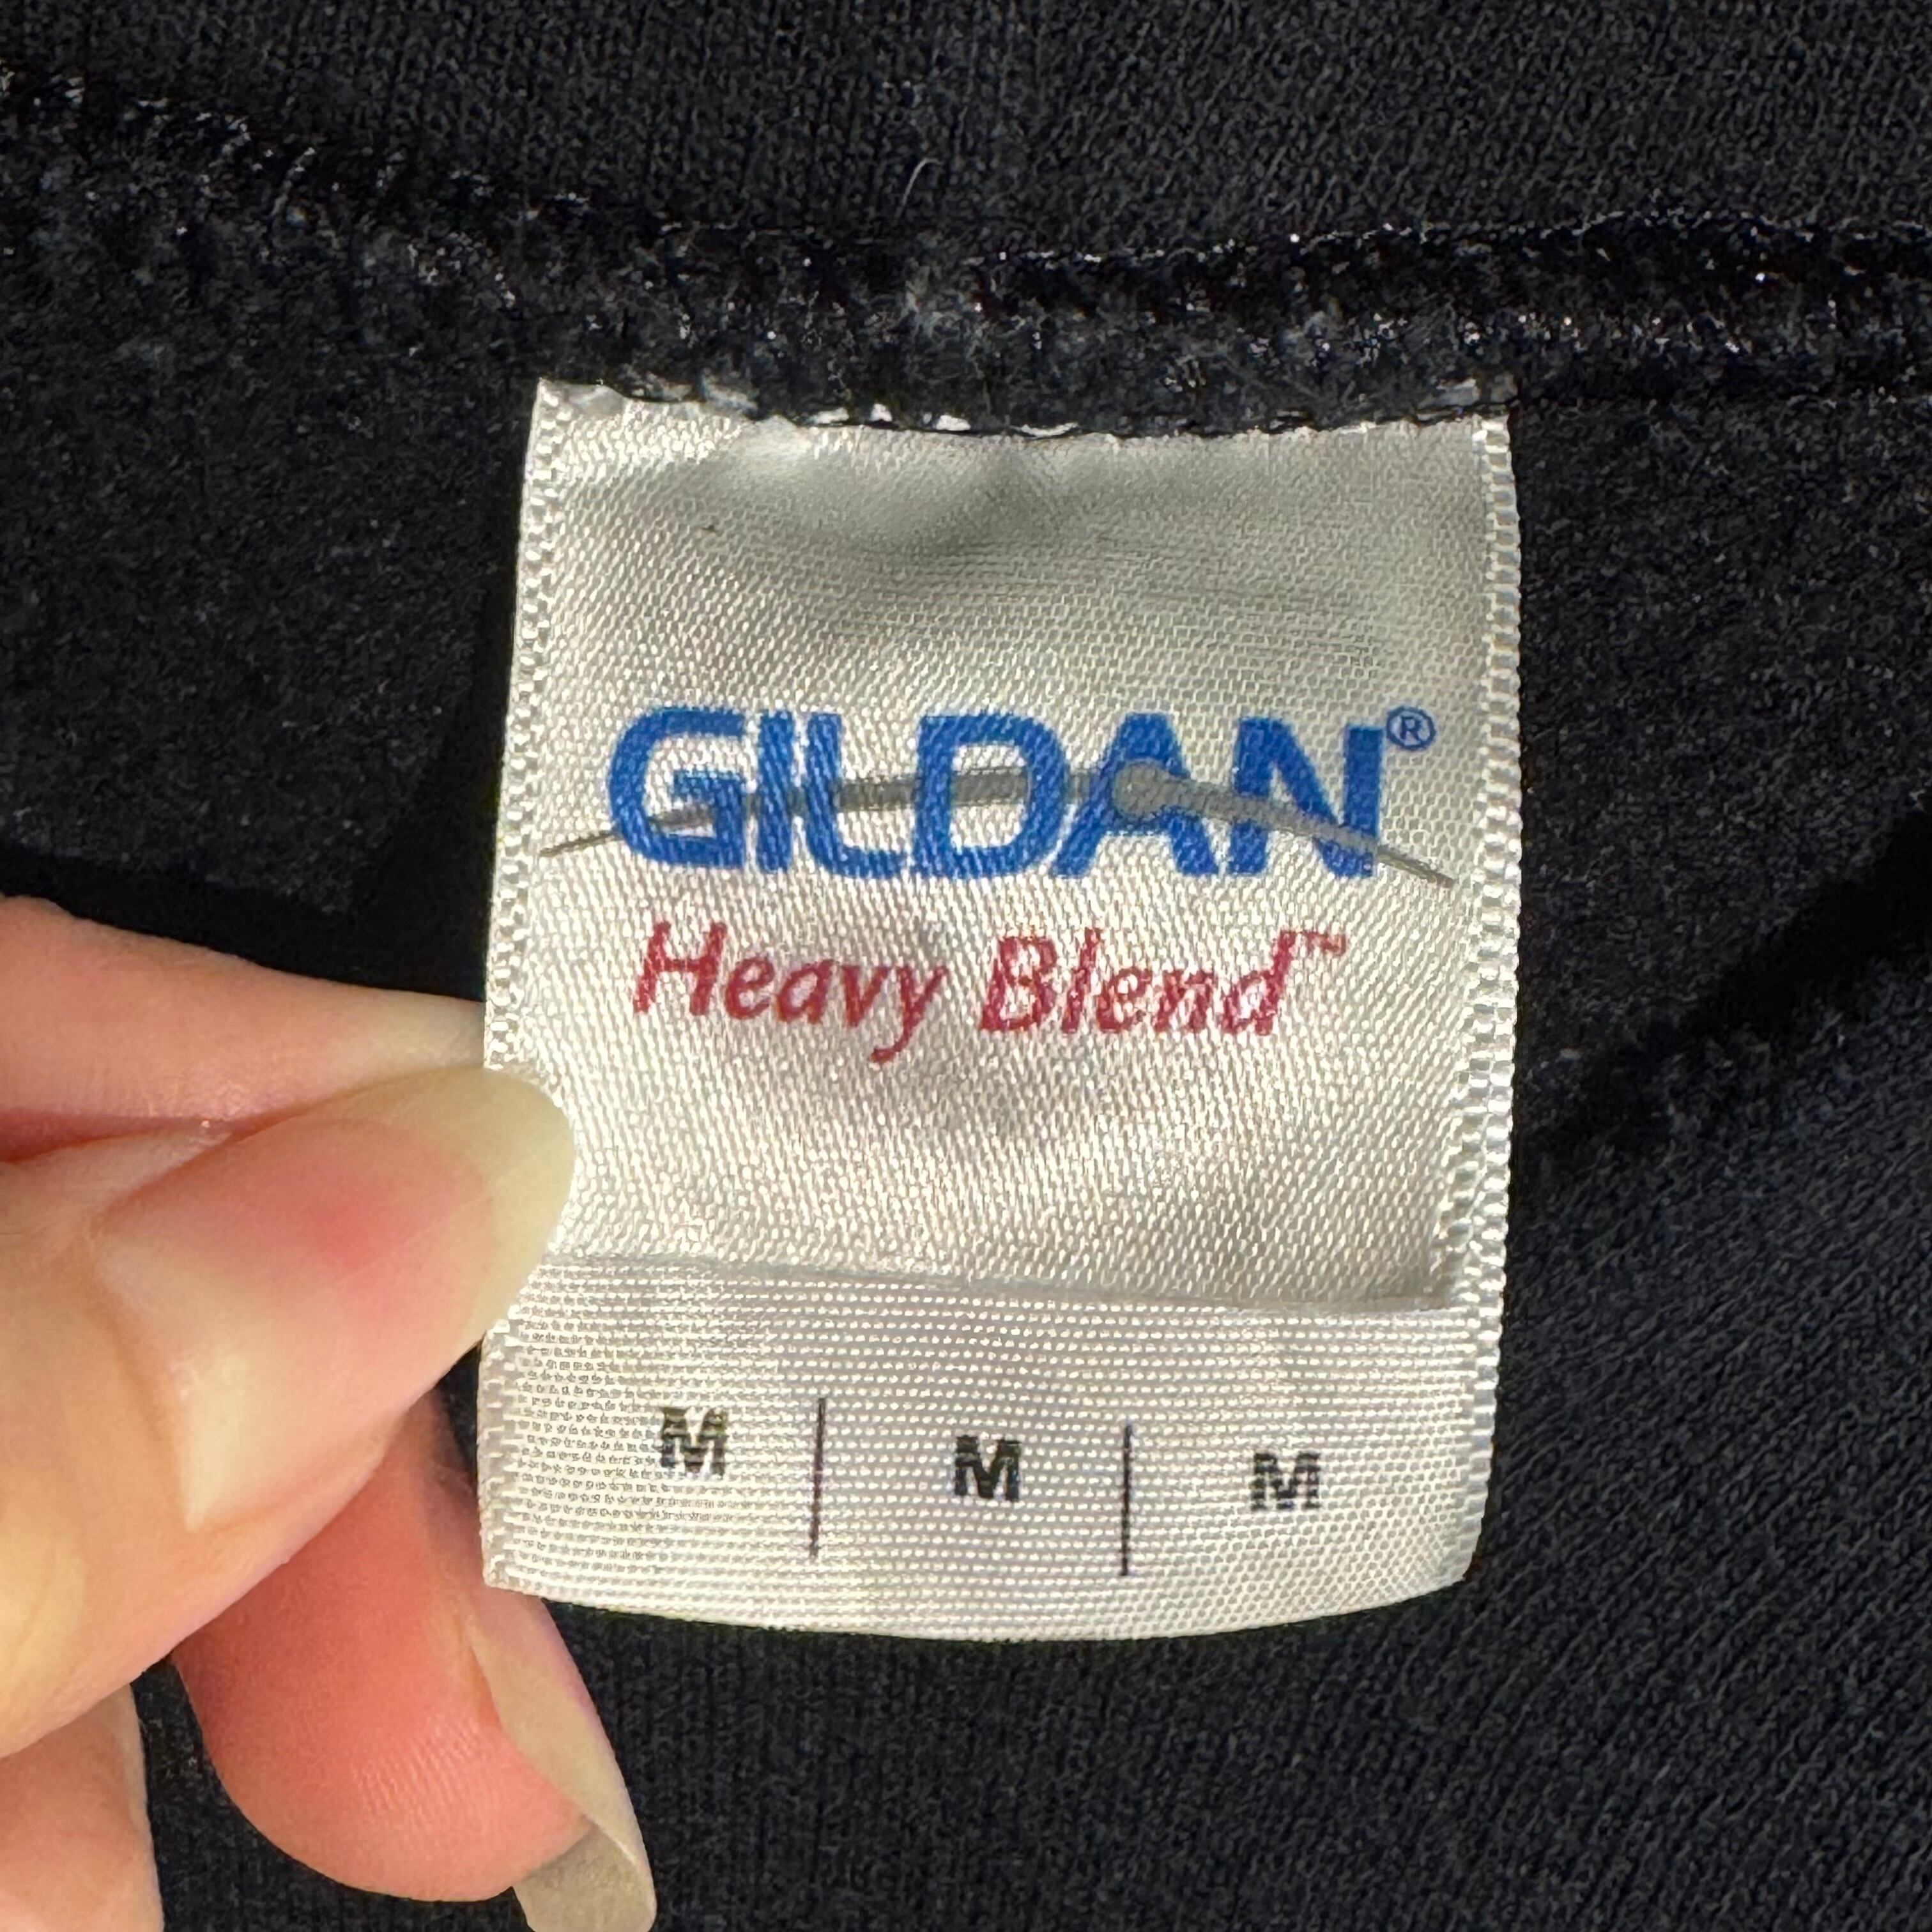 GILDAN®
Heavy Blend™
M | M | M